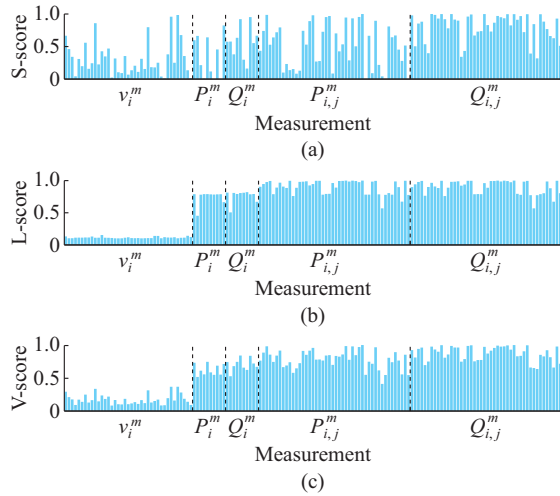 1.0
S-score
0.5
0
v_i^m P_i^m Q_i^m P_{i,j}^m Q_{i,j}^m
Measurement
(a)
1.0
L-score
0.5
0
v_i^m P_i^m Q_i^m P_{i,j}^m Q_{i,j}^m
Measurement
(b)
1.0
V-score
0.5
0
v_i^m P_i^m Q_i^m P_{i,j}^m Q_{i,j}^m
Measurement
(c)